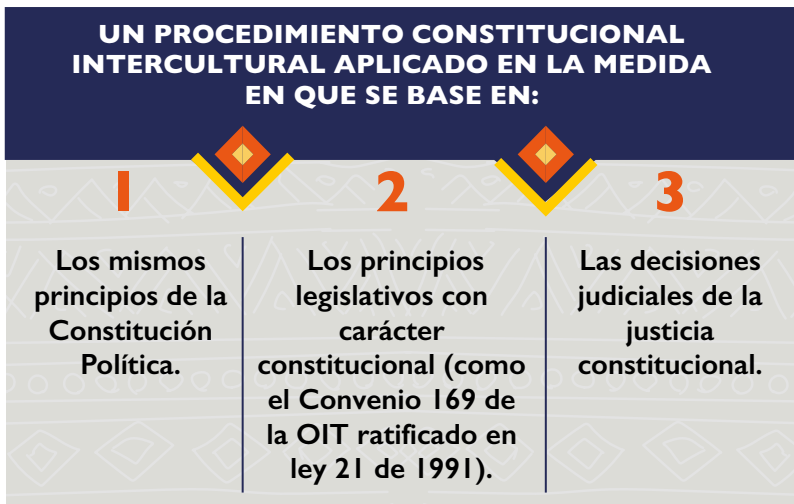 UN PROCEDIMIENTO CONSTITUCIONAL
INTERCULTURAL APLICADO EN LA MEDIDA
EN QUE SE BASE EN:
1
Los mismos
principios de la
Constitución
Política.
2
Los principios
legislativos con
carácter
constitucional (como
el Convenio 169 de
la OIT ratificado en
ley 21 de 1991).
3
Las decisiones
judiciales de la
justicia
constitucional.